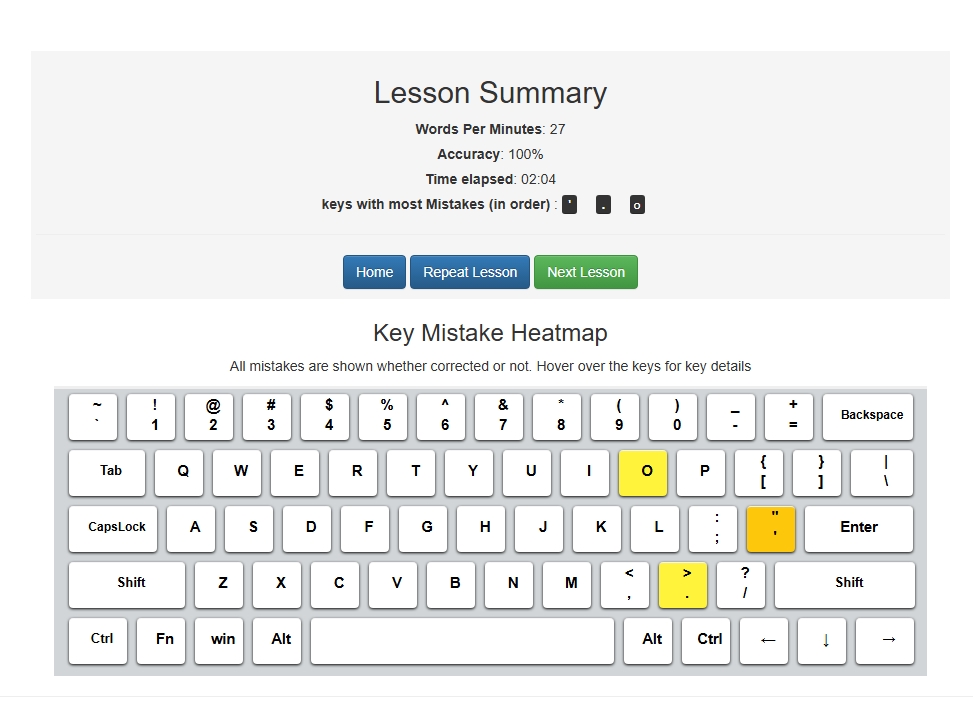 Lesson Summary
Words Per Minutes: 27
Accuracy: 100%
Time elapsed: 02:04
keys with most Mistakes (in order) : ' . o
Home Repeat Lesson Next Lesson
Key Mistake Heatmap
All mistakes are shown whether corrected or not. Hover over the keys for key details
~ ! @ # $ % ^ & * ( ) _ + Backspace
` 1 2 3 4 5 6 7 8 9 0 - =
Tab Q W E R T Y U I O P { } |
[ ] \
CapsLock A S D F G H J K L : " Enter
; '
Shift Z X C V B N M < > ? Shift
, . /
Ctrl Fn win Alt Alt Ctrl ← ↓ →